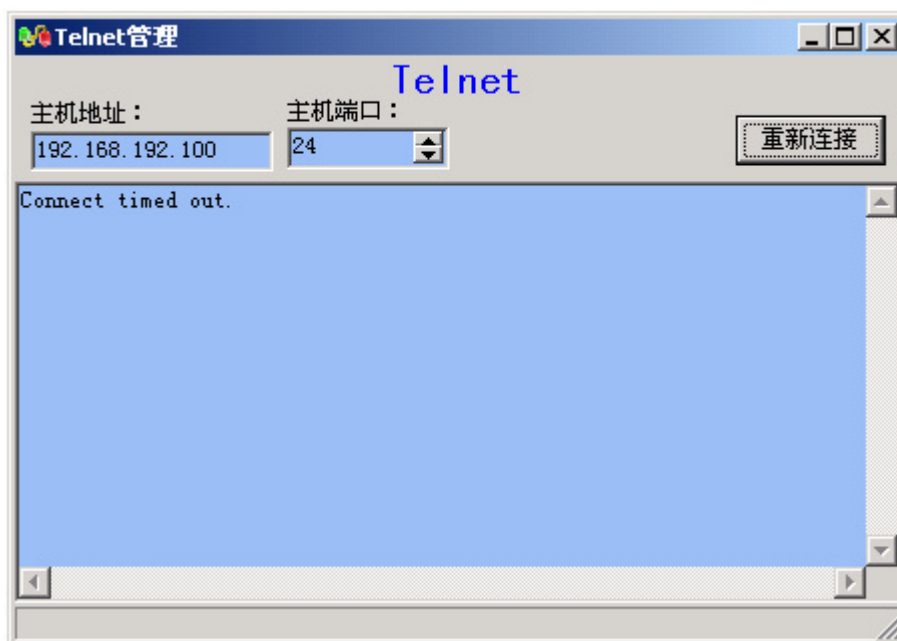 Telnet管理
Telnet
主机地址：
主机端口：
192.168.192.100
24
重新连接
Connect timed out.